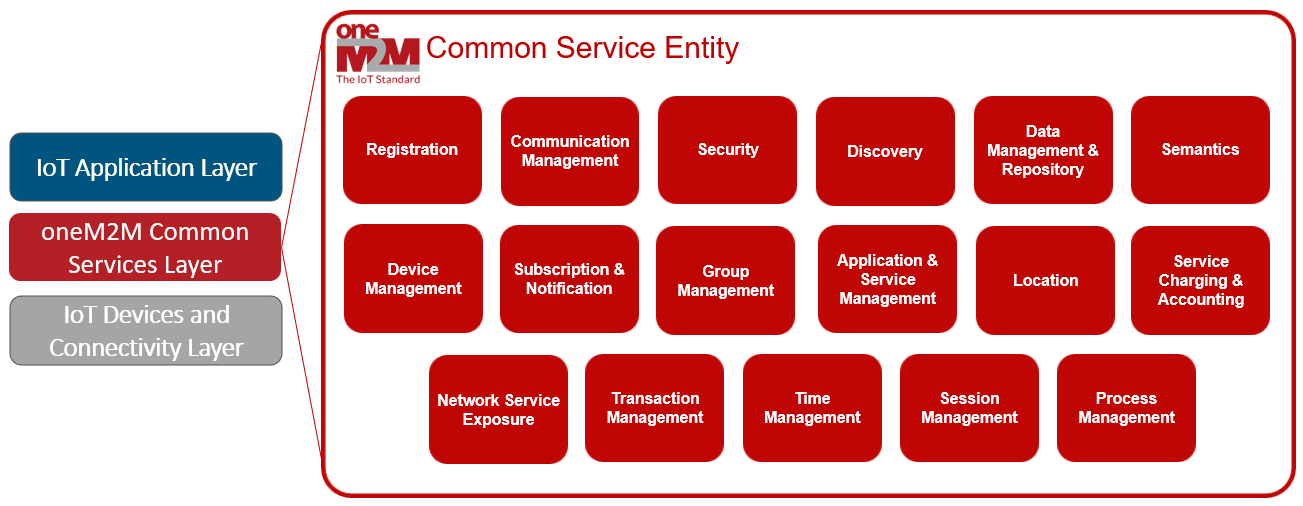 one
M2M
The IoT Standard
Common Service Entity
IoT Application Layer
oneM2M Common
Services Layer
IoT Devices and
Connectivity Layer
Registration
Communication
Management
Security
Discovery
Data
Management &
Repository
Semantics
Device
Management
Subscription &
Notification
Group
Management
Application &
Service
Management
Location
Service
Charging &
Accounting
Network Service
Exposure
Transaction
Management
Time
Management
Session
Management
Process
Management